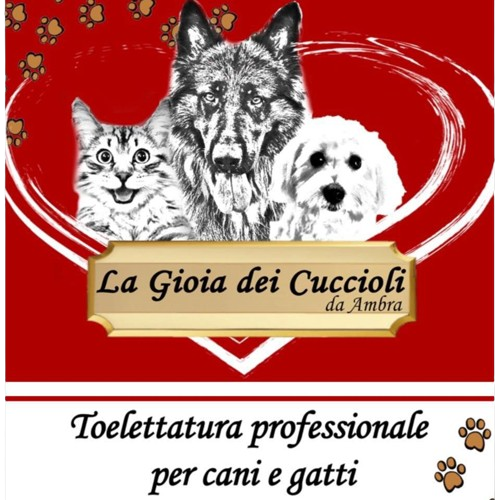 La Gioia dei Cuccioli
da Ambra
Toelettatura professionale
per cani e gatti